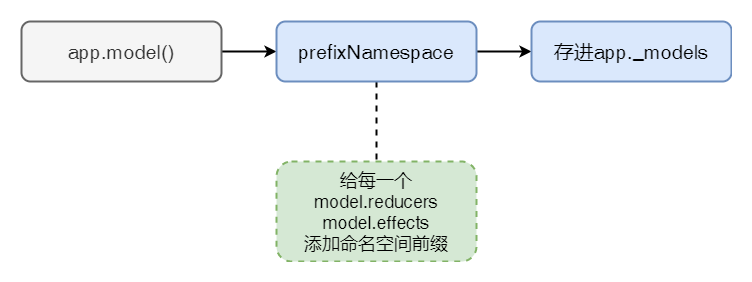 app.model()
prefixNamespace
存进app._models
给每一个
model.reducers
model.effects
添加命名空间前缀